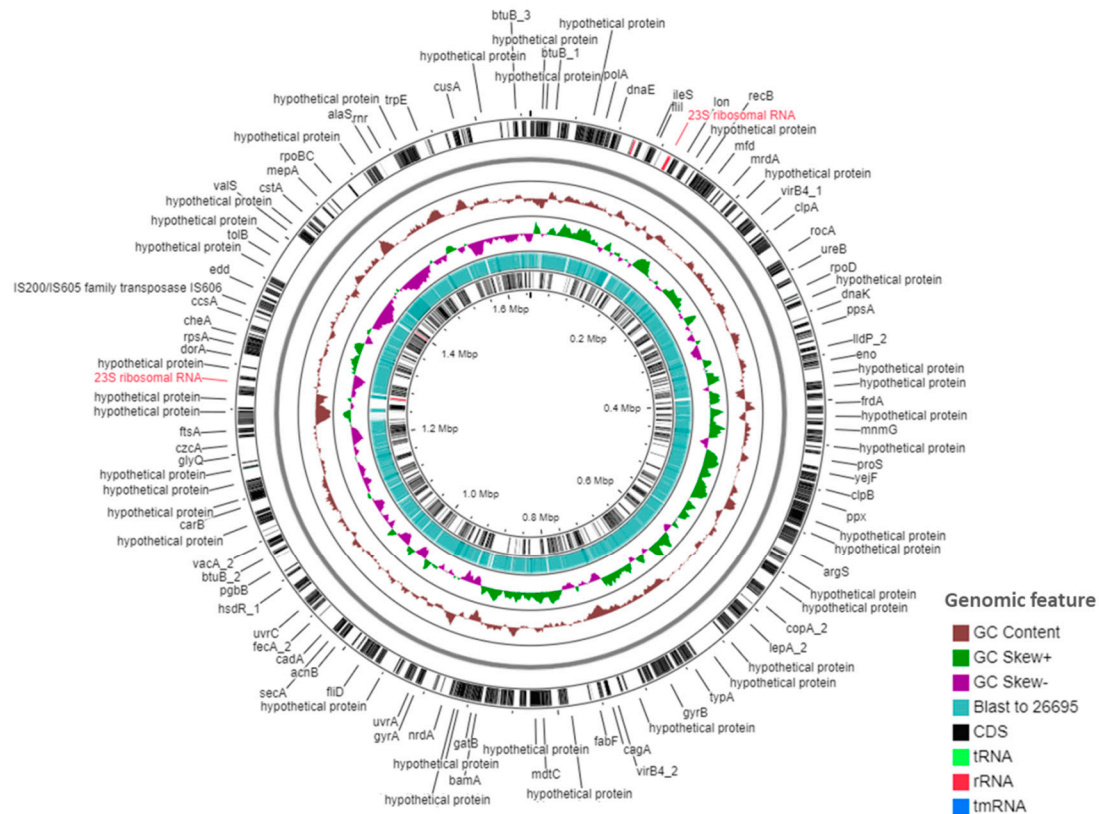 btuB_3
hypothetical protein
hypothetical protein
btuB_1
hypothetical protein
hypothetical protein
polA
dnaE
ileS
fliI
lon
recB
23S ribosomal RNA
hypothetical protein
mfd
mrdA
hypothetical protein
virB4_1
clpA
rocA
ureB
rpoD
hypothetical protein
dnaK
ppsA
lldP_2
eno
hypothetical protein
hypothetical protein
frdA
hypothetical protein
mnmG
hypothetical protein
proS
yejF
clpB
ppx
hypothetical protein
hypothetical protein
argS
hypothetical protein
hypothetical protein
copA_2
lepA_2
hypothetical protein
hypothetical protein
typA
hypothetical protein
gyrB
hypothetical protein
cagA
virB4_2
fabF
hypothetical protein
mdtC
hypothetical protein
gatB
bamA
hypothetical protein
hypothetical protein
nrdA
gyrA
uvrA
hypothetical protein
fliD
secA
acnB
cadA
fecA_2
uvrC
hsdR_1
pgbB
btuB_2
vacA_2
hypothetical protein
carB
hypothetical protein
hypothetical protein
hypothetical protein
glyQ
czcA
ftsA
hypothetical protein
hypothetical protein
23S ribosomal RNA
hypothetical protein
dorA
rpsA
cheA
ccsA
IS200/IS605 family transposase IS606
edd
hypothetical protein
tolB
hypothetical protein
hypothetical protein
valS
cstA
mepA
rpoBC
hypothetical protein
alaS
rnr
hypothetical protein
trpE
cusA
0.2 Mbp
0.4 Mbp
0.6 Mbp
0.8 Mbp
1.0 Mbp
1.2 Mbp
1.4 Mbp
1.6 Mbp
Genomic feature
GC Content
GC Skew+
GC Skew-
Blast to 26695
CDS
tRNA
rRNA
tmRNA